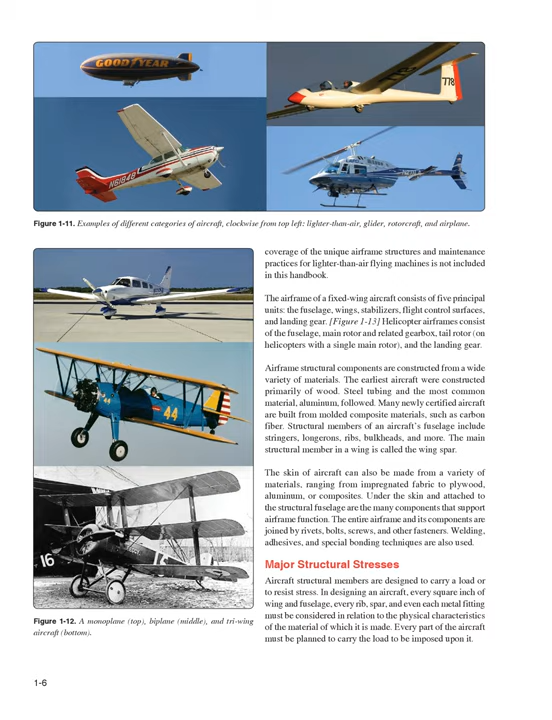 GOODYEAR
778
N61848
Figure 1-11. Examples of different categories of aircraft, clockwise from top left: lighter-than-air, glider, rotorcraft, and airplane.
44
16
Figure 1-12. A monoplane (top), biplane (middle), and tri-wing
aircraft (bottom).
coverage of the unique airframe structures and maintenance
practices for lighter-than-air flying machines is not included
in this handbook.
The airframe of a fixed-wing aircraft consists of five principal
units: the fuselage, wings, stabilizers, flight control surfaces,
and landing gear. [Figure 1-13] Helicopter airframes consist
of the fuselage, main rotor and related gearbox, tail rotor (on
helicopters with a single main rotor), and the landing gear.
Airframe structural components are constructed from a wide
variety of materials. The earliest aircraft were constructed
primarily of wood. Steel tubing and the most common
material, aluminum, followed. Many newly certified aircraft
are built from molded composite materials, such as carbon
fiber. Structural members of an aircraft’s fuselage include
stringers, longerons, ribs, bulkheads, and more. The main
structural member in a wing is called the wing spar.
The skin of aircraft can also be made from a variety of
materials, ranging from impregnated fabric to plywood,
aluminum, or composites. Under the skin and attached to
the structural fuselage are the many components that support
airframe function. The entire airframe and its components are
joined by rivets, bolts, screws, and other fasteners. Welding,
adhesives, and special bonding techniques are also used.
Major Structural Stresses
Aircraft structural members are designed to carry a load or
to resist stress. In designing an aircraft, every square inch of
wing and fuselage, every rib, spar, and even each metal fitting
must be considered in relation to the physical characteristics
of the material of which it is made. Every part of the aircraft
must be planned to carry the load to be imposed upon it.
1-6